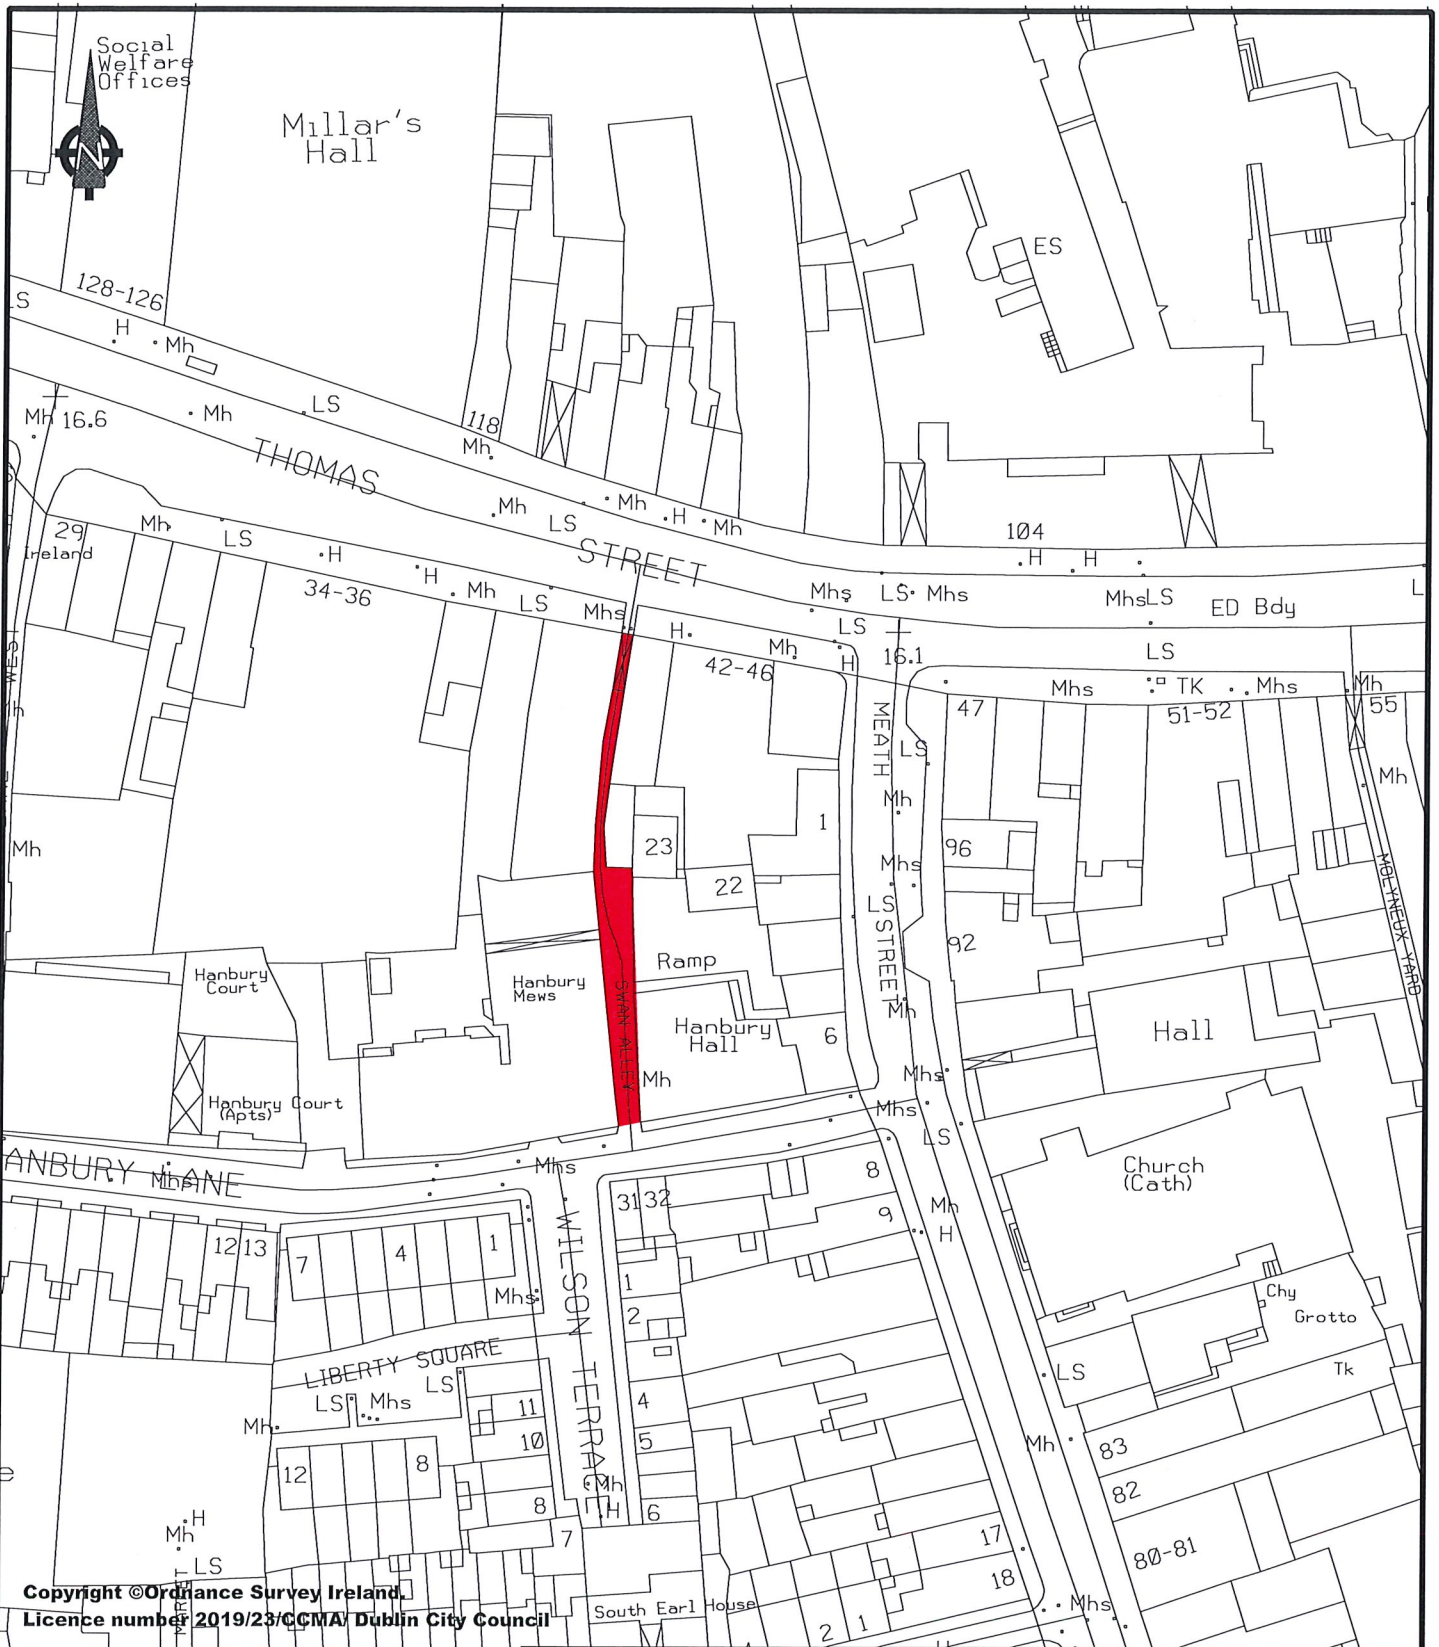 Social
Welfare
Offices
N
Millar's
Hall
ES
128-126
LS
H
Mh
LS
Mh
16.6
Mh
118
Mh
THOMAS
Mh
LS
Mh
H
Mh
104
H
H
29
Ireland
Mh
LS
H
34-36
H
Mh
LS
STREET
Mhs
Mhs
LS
Mhs
Mhs
LS
ED Bdy
L
H
LS
Mh
H
42-46
16.1
LS
Mhs
TK
Mhs
Mh
47
51-52
55
WEST
MEATH
STREET
LS
Mh
Mh
Mh
23
1
96
22
Mhs
LS
92
MOLYNEUX YARD
Hanbury
Court
Hanbury
Mews
Ramp
SWAN ALLEY
Hanbury
Hall
Mh
6
Hall
Hanbury Court
(Apts)
Mh
Mhs
Mhs
LS
ANBURY LANE
Mhs
Mhs
Church
(Cath)
8
9
Mh
H
31
32
12
13
7
4
1
WILSON TERRACE
1
2
Mhs
Chy
Grotto
LIBERTY SQUARE
LS
LS
Mhs
Mh
11
10
4
5
LS
Tk
12
8
8
Mh
H
6
7
Mh
83
82
80-81
H
Mh
LS
17
18
Copyright ©Ordnance Survey Ireland.
Licence number 2019/23/CCMA/ Dublin City Council
South Earl House
2
1
Mhs
H